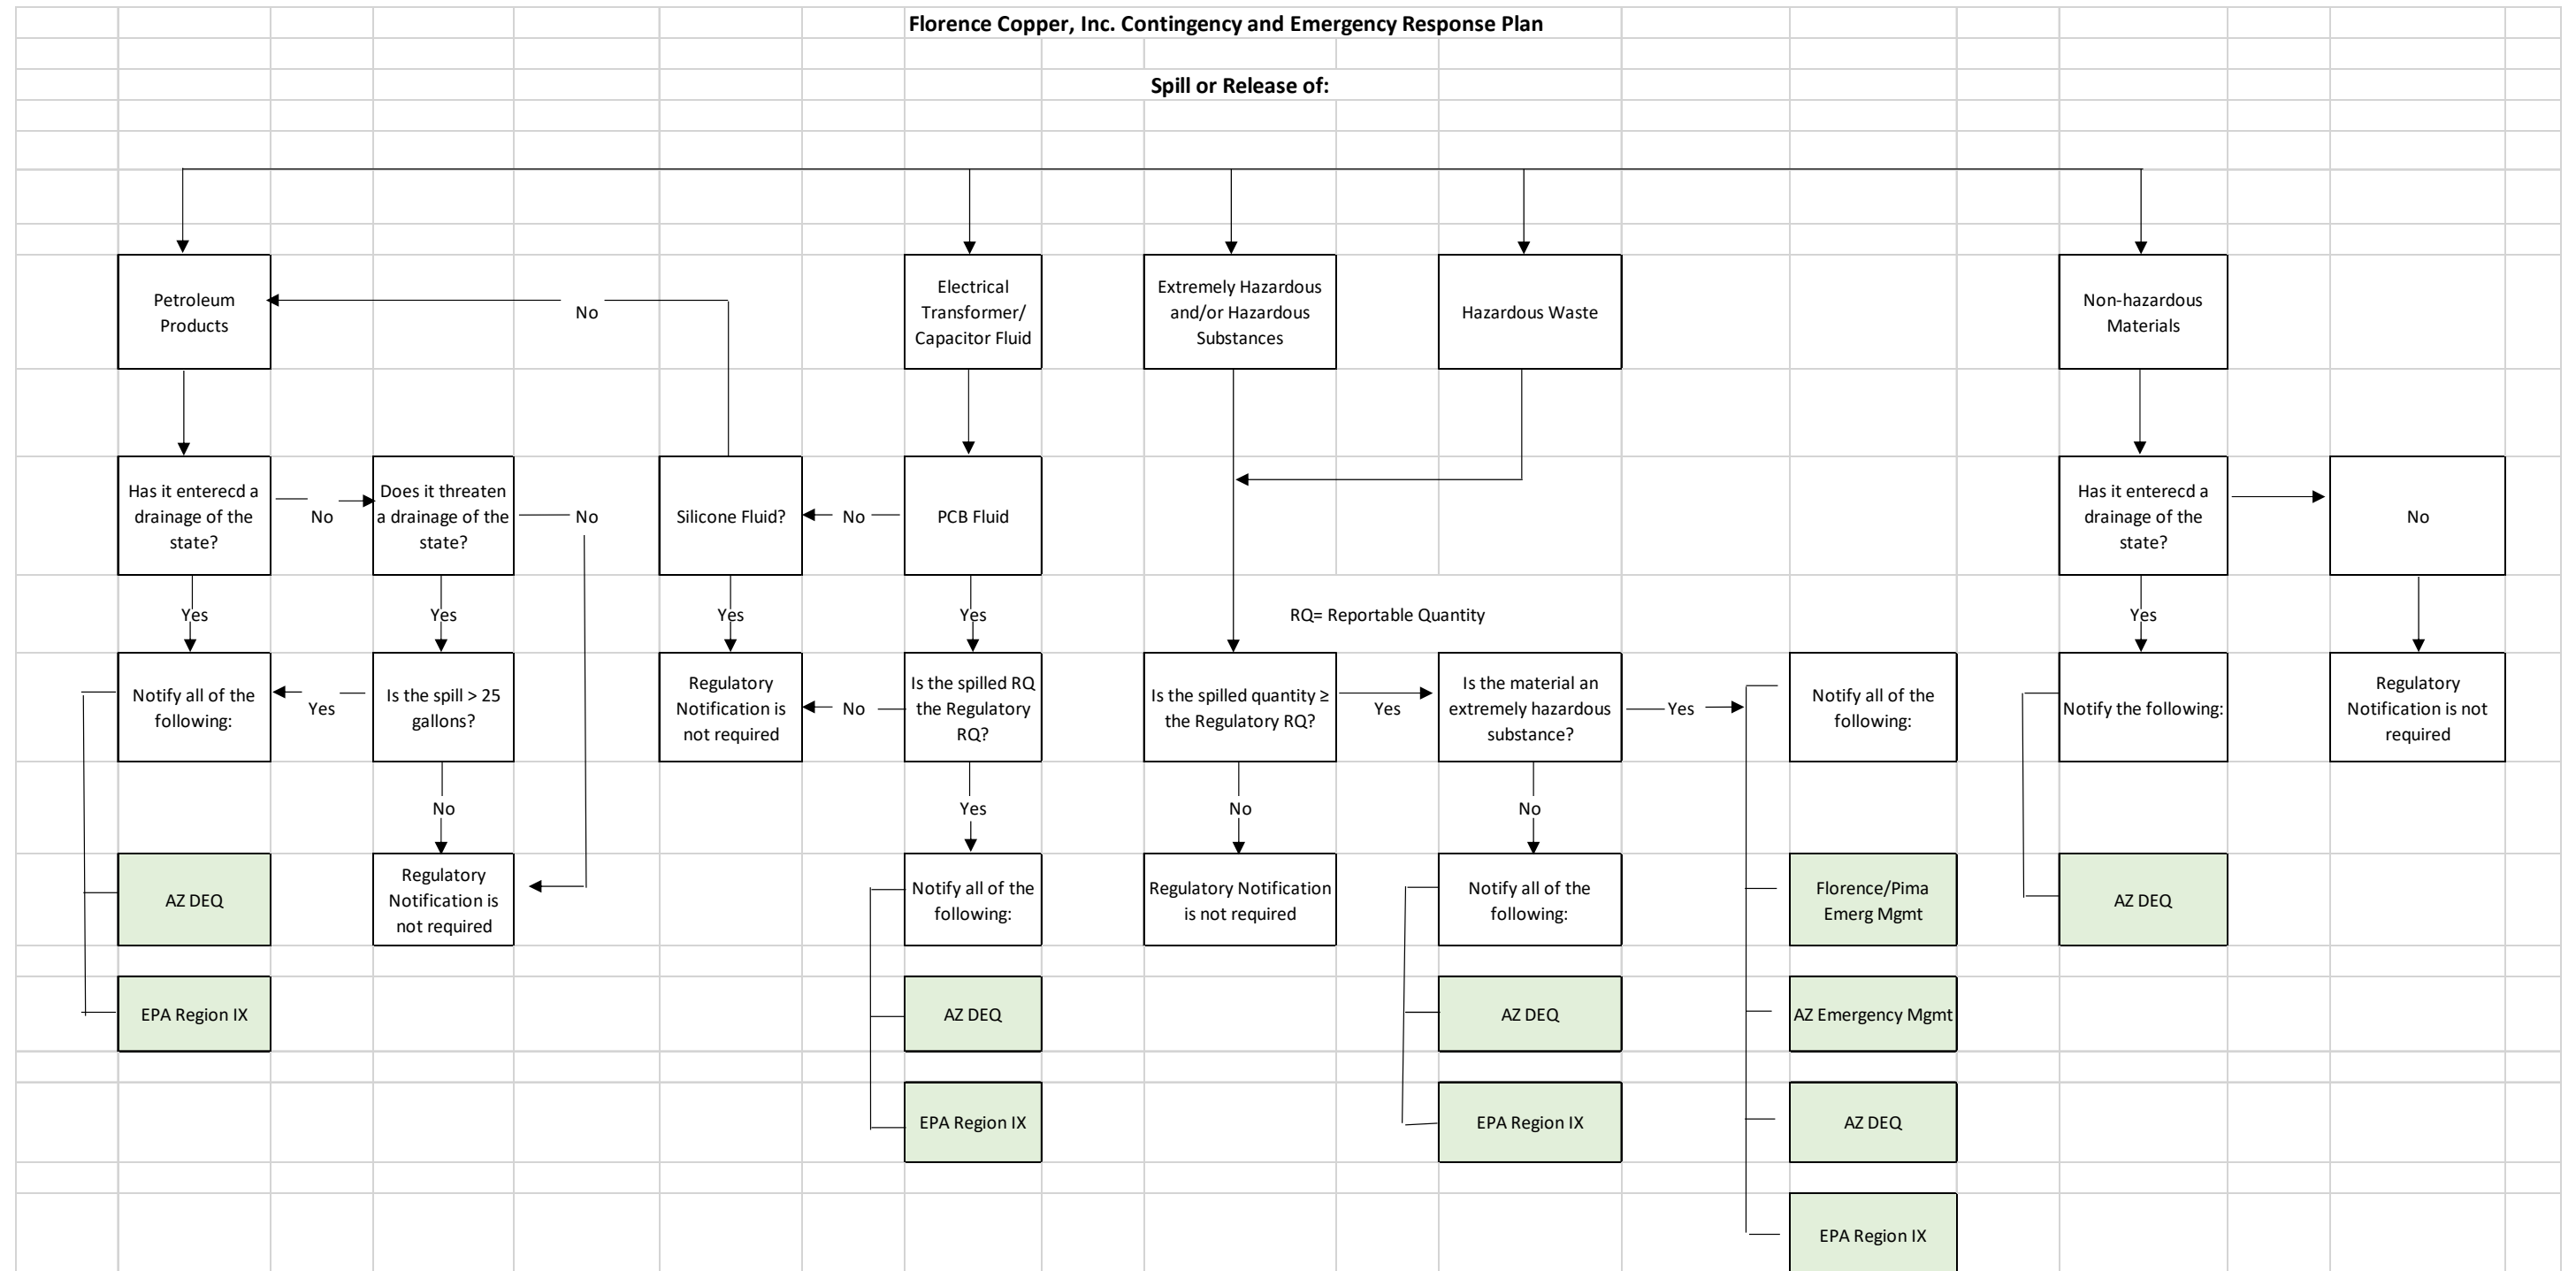 Florence Copper, Inc. Contingency and Emergency Response Plan
Spill or Release of:
Petroleum
Products
No
Electrical
Transformer/
Capacitor Fluid
Extremely Hazardous
and/or Hazardous
Substances
Hazardous Waste
Non-hazardous
Materials
Has it enterecd a
drainage of the
state?
No
Does it threaten
a drainage of the
state?
No
Silicone Fluid?
No
PCB Fluid
Has it enterecd a
drainage of the
state?
No
Yes
Yes
Yes
Yes
RQ= Reportable Quantity
Yes
Notify all of the
following:
Yes
Is the spill > 25
gallons?
Regulatory
Notification is
not required
No
Is the spilled RQ
the Regulatory
RQ?
Is the spilled quantity ≥
the Regulatory RQ?
Yes
Is the material an
extremely hazardous
substance?
Yes
Notify all of the
following:
Notify the following:
Regulatory
Notification is not
required
No
Yes
No
No
AZ DEQ
Regulatory
Notification is
not required
Notify all of the
following:
Regulatory Notification
is not required
Notify all of the
following:
Florence/Pima
Emerg Mgmt
AZ DEQ
EPA Region IX
AZ DEQ
AZ DEQ
AZ Emergency Mgmt
EPA Region IX
EPA Region IX
AZ DEQ
EPA Region IX